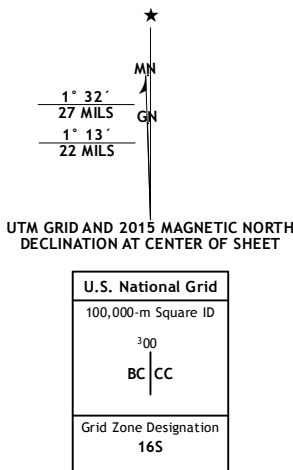 ★
MN
1° 32´
27 MILS
GN
1° 13´
22 MILS
UTM GRID AND 2015 MAGNETIC NORTH
DECLINATION AT CENTER OF SHEET
U.S. National Grid
100,000-m Square ID
³00
BC CC
Grid Zone Designation
16S